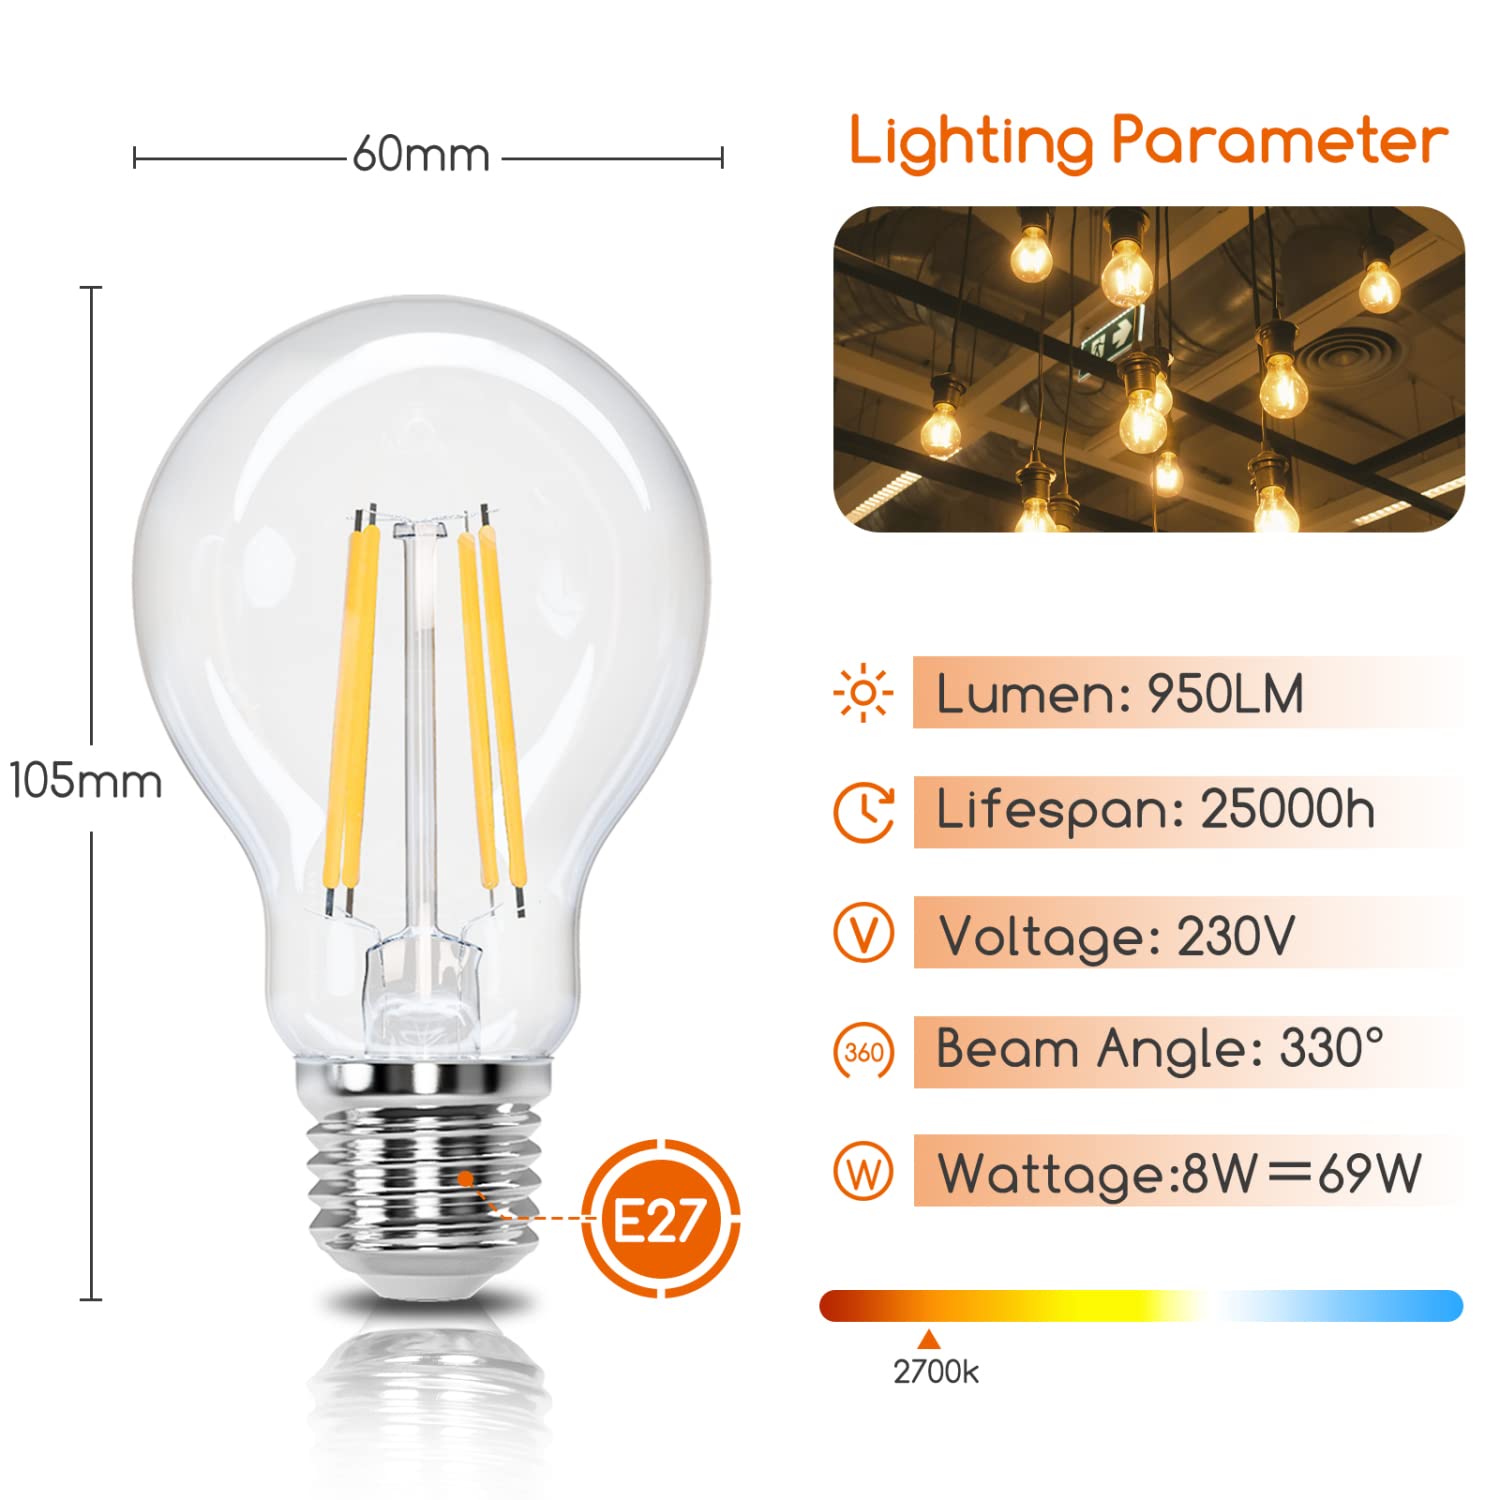 60mm
105mm
E27
Lighting Parameter
Lumen: 950LM
Lifespan: 25000h
V
Voltage: 230V
360
Beam Angle: 330°
W
Wattage:8W=69W
2700k